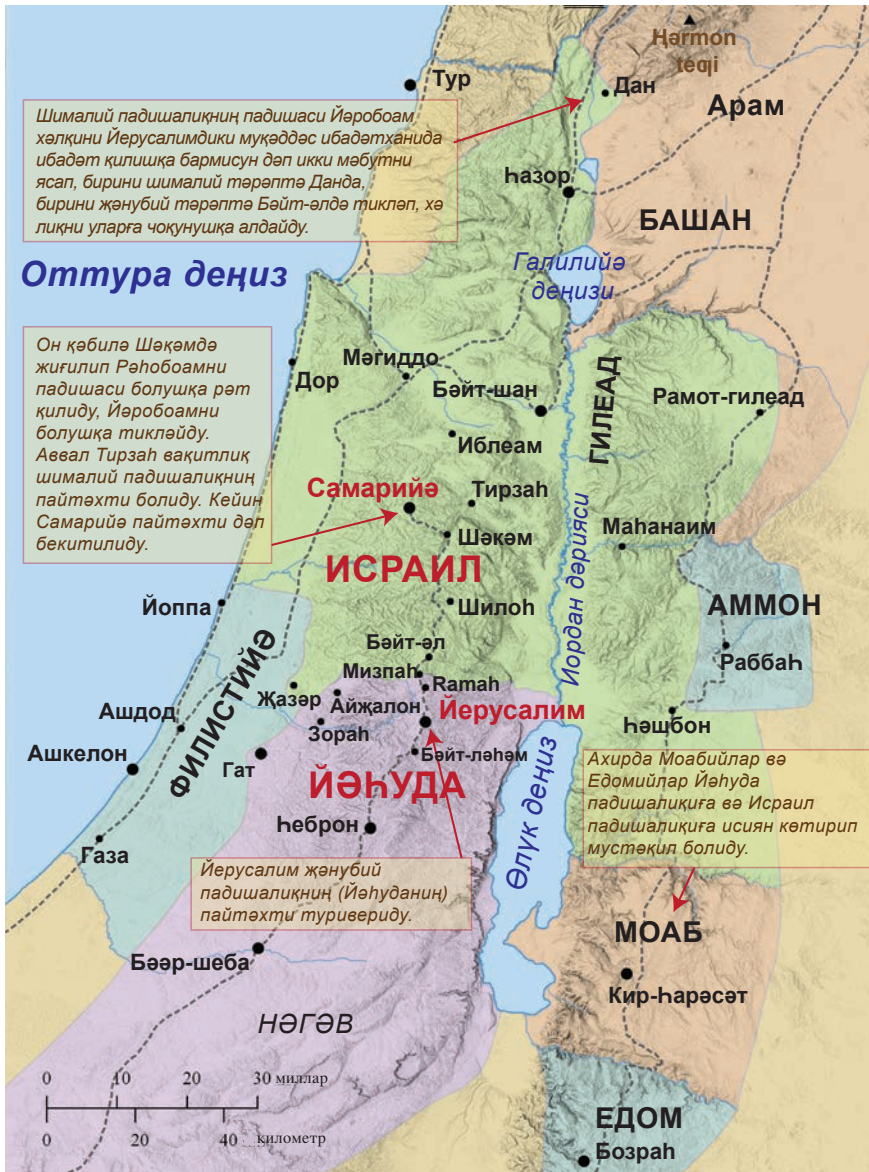 Ⱨərmon
teƣi
Тур
Дан
Арам
Шималий падишалиқниң падишаси Йәробоам
хәлқини Йерусалимдики муқәддәс ибадәтханида
ибадәт қилишқа бармисун дәп икки мәбутни
ясап, бирини шималий тәрәптә Данда,
бирини җәнубий тәрәптә Бәйт-әлдә тикләп, хә
лиқни уларға чоқунушқа алдайду.
Һазор
БАШАН
Оттура деңиз
Галилийә
деңизи
Он қәбилә Шәкәмдә
жиғилип Рәһобоамни
падишаси болушқа рәт
қилиду, Йәробоамни
болушқа тикләйду.
Аввал Тирзаһ вақитлиқ
шималий падишалиқниң
пайтәхти болиду. Кейин
Самарийә пайтәхти дәп
бекитилиду.
Мәгиддо
Дор
Бәйт-шан
ГИЛЕАД
Рамот-гилеад
Иблеам
Самарийә
Тирзаһ
Шәкәм
Маһанаим
ИСРАИЛ
Иордан дәрияси
Йоппа
Шилоһ
АММОН
Раббаһ
ФИЛИСТИЙӘ
Бәйт-әл
Мизпаһ
Ramah
Җазәр
Айҗалон
Йерусалим
Һәшбон
Ашдод
Зораһ
Ашкелон
Гат
Бәйт-ләһәм
ЙӘҺУДА
Өлүк деңиз
Ахирда Моабийлар вә
Едомийлар Йәһуда
падишалиқиға вә Исраил
падишалиқиға исиян көтирип
мустәқил болиду.
Һеброн
Газа
Йерусалим җәнубий
падишалиқниң (Йәһуданиң)
пайтәхти туривериду.
МОАБ
Бәәр-шеба
Кир-Һарәсәт
НӘГӘВ
0 10 20 30 миллар
0 20 40 километр
ЕДОМ
Бозраһ